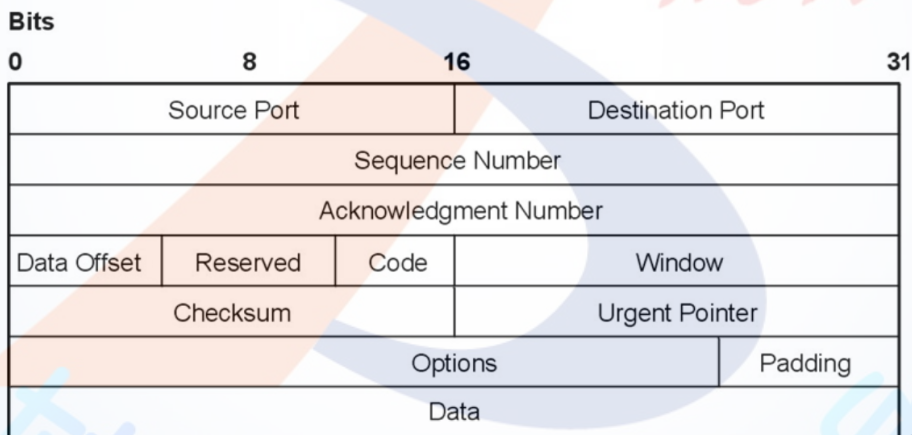 Bits
0 8 16 31
Source Port Destination Port
Sequence Number
Acknowledgment Number
Data Offset Reserved Code Window
Checksum Urgent Pointer
Options Padding
Data